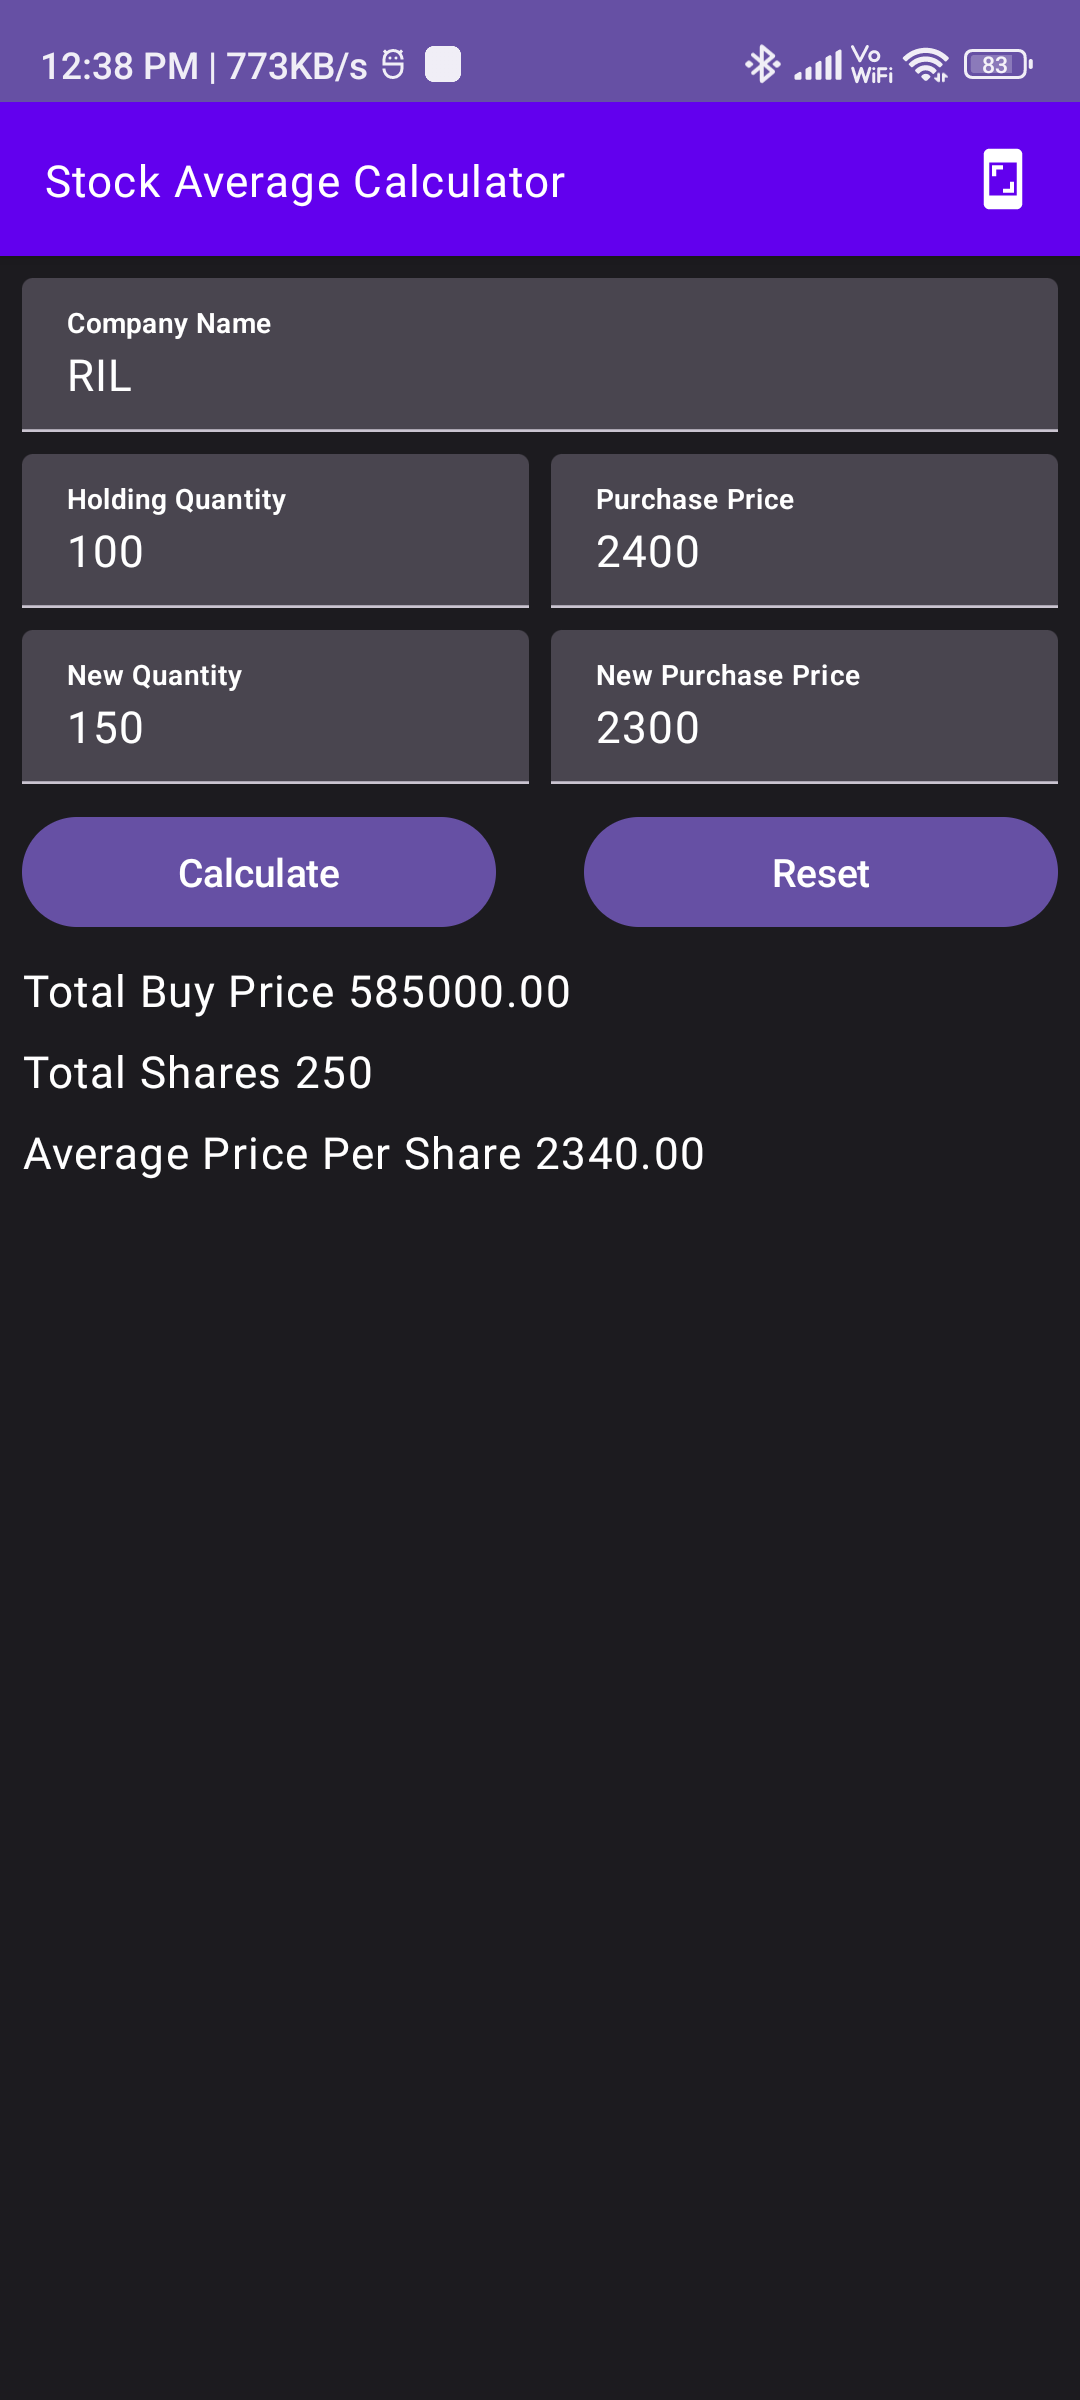 12:38 PM | 773KB/s Vo WiFi 83
Stock Average Calculator
Company Name
RIL
Holding Quantity Purchase Price
100 2400
New Quantity New Purchase Price
150 2300
Calculate Reset
Total Buy Price 585000.00
Total Shares 250
Average Price Per Share 2340.00